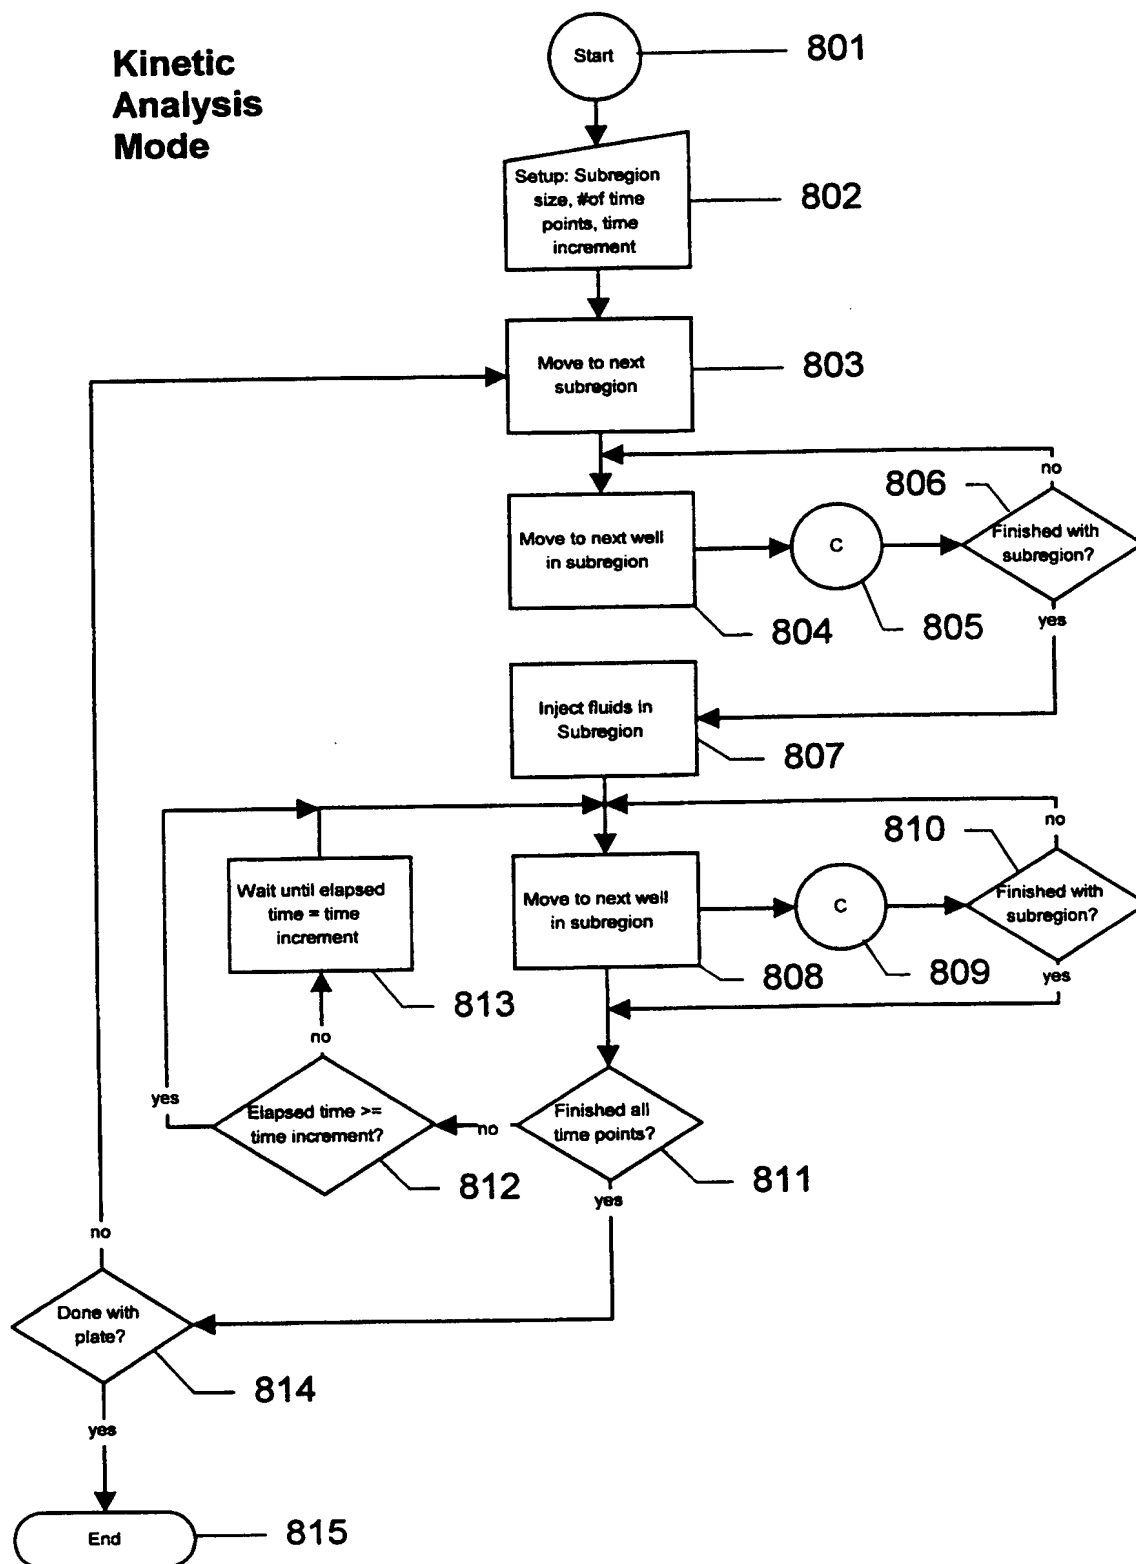 Kinetic
Analysis
Mode
Start
801
Setup: Subregion
size, #of time
points, time
increment
802
Move to next
subregion
803
no
806
Move to next well
in subregion
C
Finished with
subregion?
804
805
yes
Inject fluids in
Subregion
807
810
no
Wait until elapsed
time = time
increment
Move to next well
in subregion
C
Finished with
subregion?
813
808
809
yes
no
yes
Elapsed time >=
time increment?
no
Finished all
time points?
812
811
yes
no
Done with
plate?
814
yes
End
815